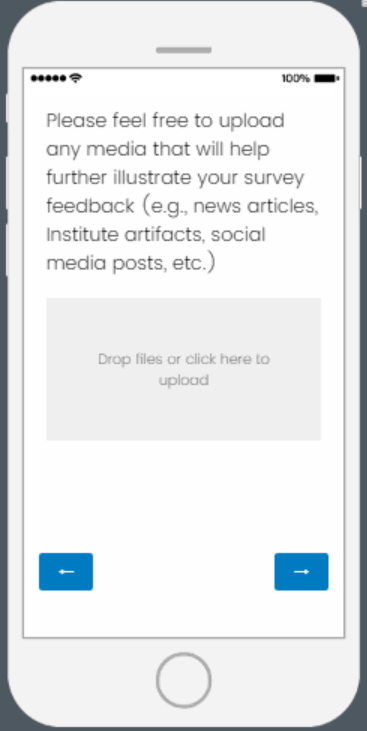 100%
Please feel free to upload
any media that will help
further illustrate your survey
feedback (e.g., news articles,
Institute artifacts, social
media posts, etc.)
Drop files or click here to
upload
← →